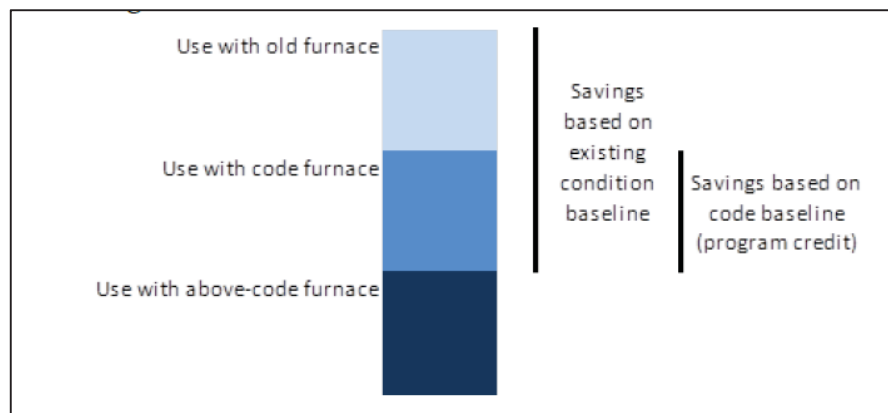 Use with old furnace
Savings
based on
existing
condition
baseline
Use with code furnace
Savings based on
code baseline
(program credit)
Use with above-code furnace